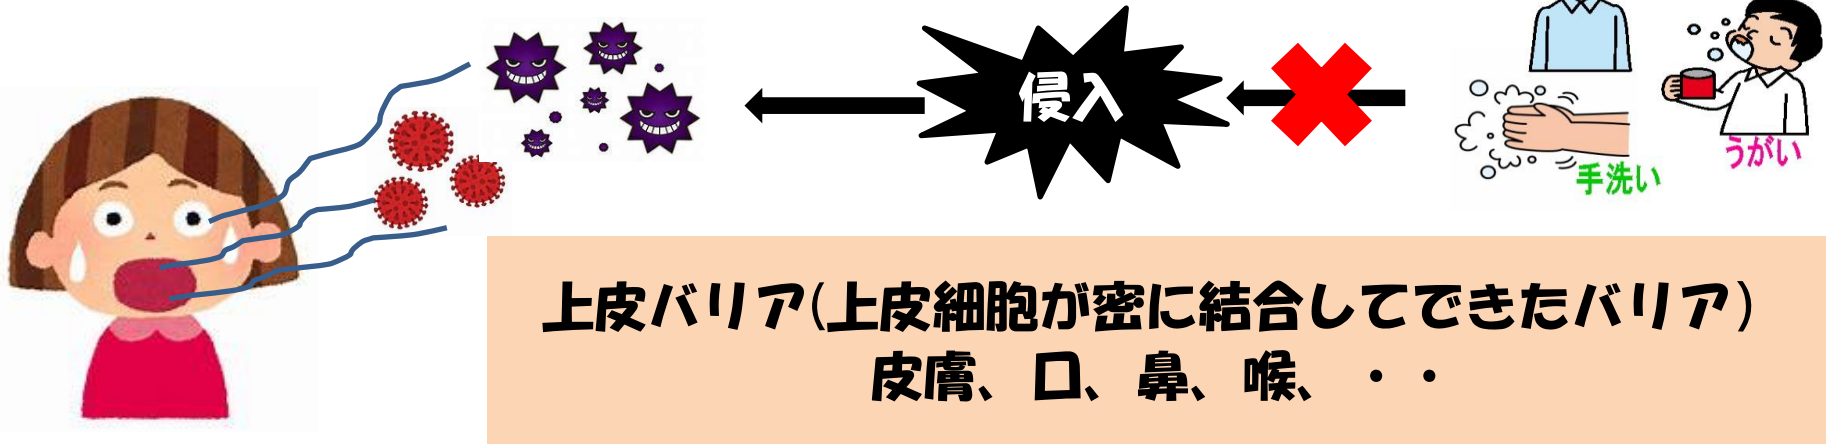 侵入
うがい
手洗い
上皮バリア(上皮細胞が密に結合してできたバリア)
皮膚、口、鼻、喉、・・